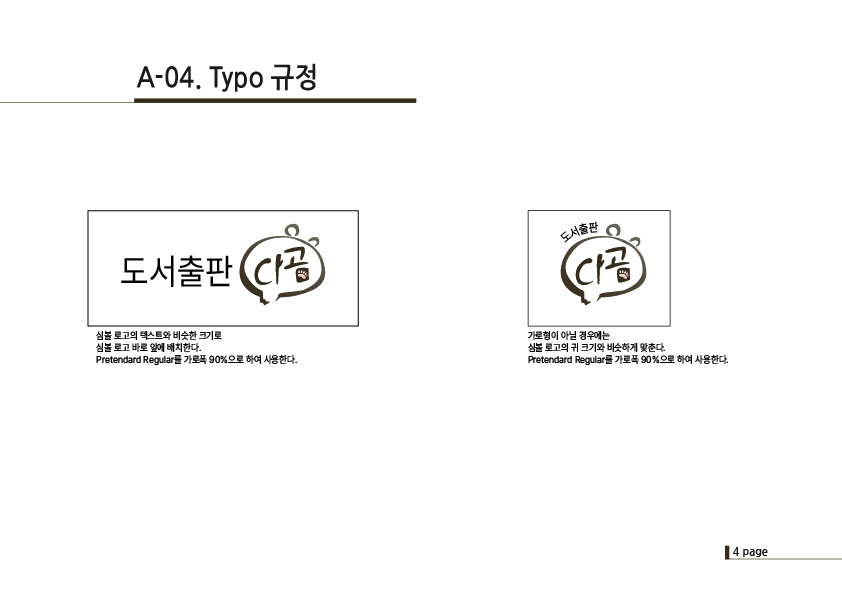 A-04. Typo 규정
도서출판 다곰
심볼 로고의 텍스트와 비슷한 크기로
심볼 로고 바로 앞에 배치한다.
Pretendard Regular를 가로폭 90%으로 하여 사용한다.
도서출판
다곰
가로형이 아닐 경우에는
심볼 로고의 귀 크기와 비슷하게 맞춘다.
Pretendard Regular를 가로폭 90%으로 하여 사용한다.
4 page